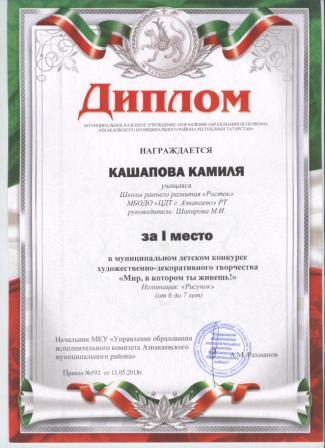 ДИПЛОМ
МУНИЦИПАЛЬНОЕ КАЗЕННОЕ УЧРЕЖДЕНИЕ «УПРАВЛЕНИЕ ОБРАЗОВАНИЯ ИСПОЛКОМА
АЗНАКАЕВСКОГО МУНИЦИПАЛЬНОГО РАЙОНА РЕСПУБЛИКИ ТАТАРСТАН»
НАГРАЖДАЕТСЯ
КАШАПОВА КАМИЛЯ
учащаяся
Школы раннего развития «Росток»
МБОДО «ЦДТ г. Азнакаево» РТ
руководитель: Шакирова М.И.
за I место
в муниципальном детском конкурсе
художественно-декоративного творчества
«Мир, в котором ты живешь!»
Номинация: «Рисунок»
(от 6 до 7 лет)
Начальник МКУ «Управление образования
исполнительного комитета Азнакаевского
муниципального района»
А.М. Рахманов
Приказ №592 от 11.05.2018г.